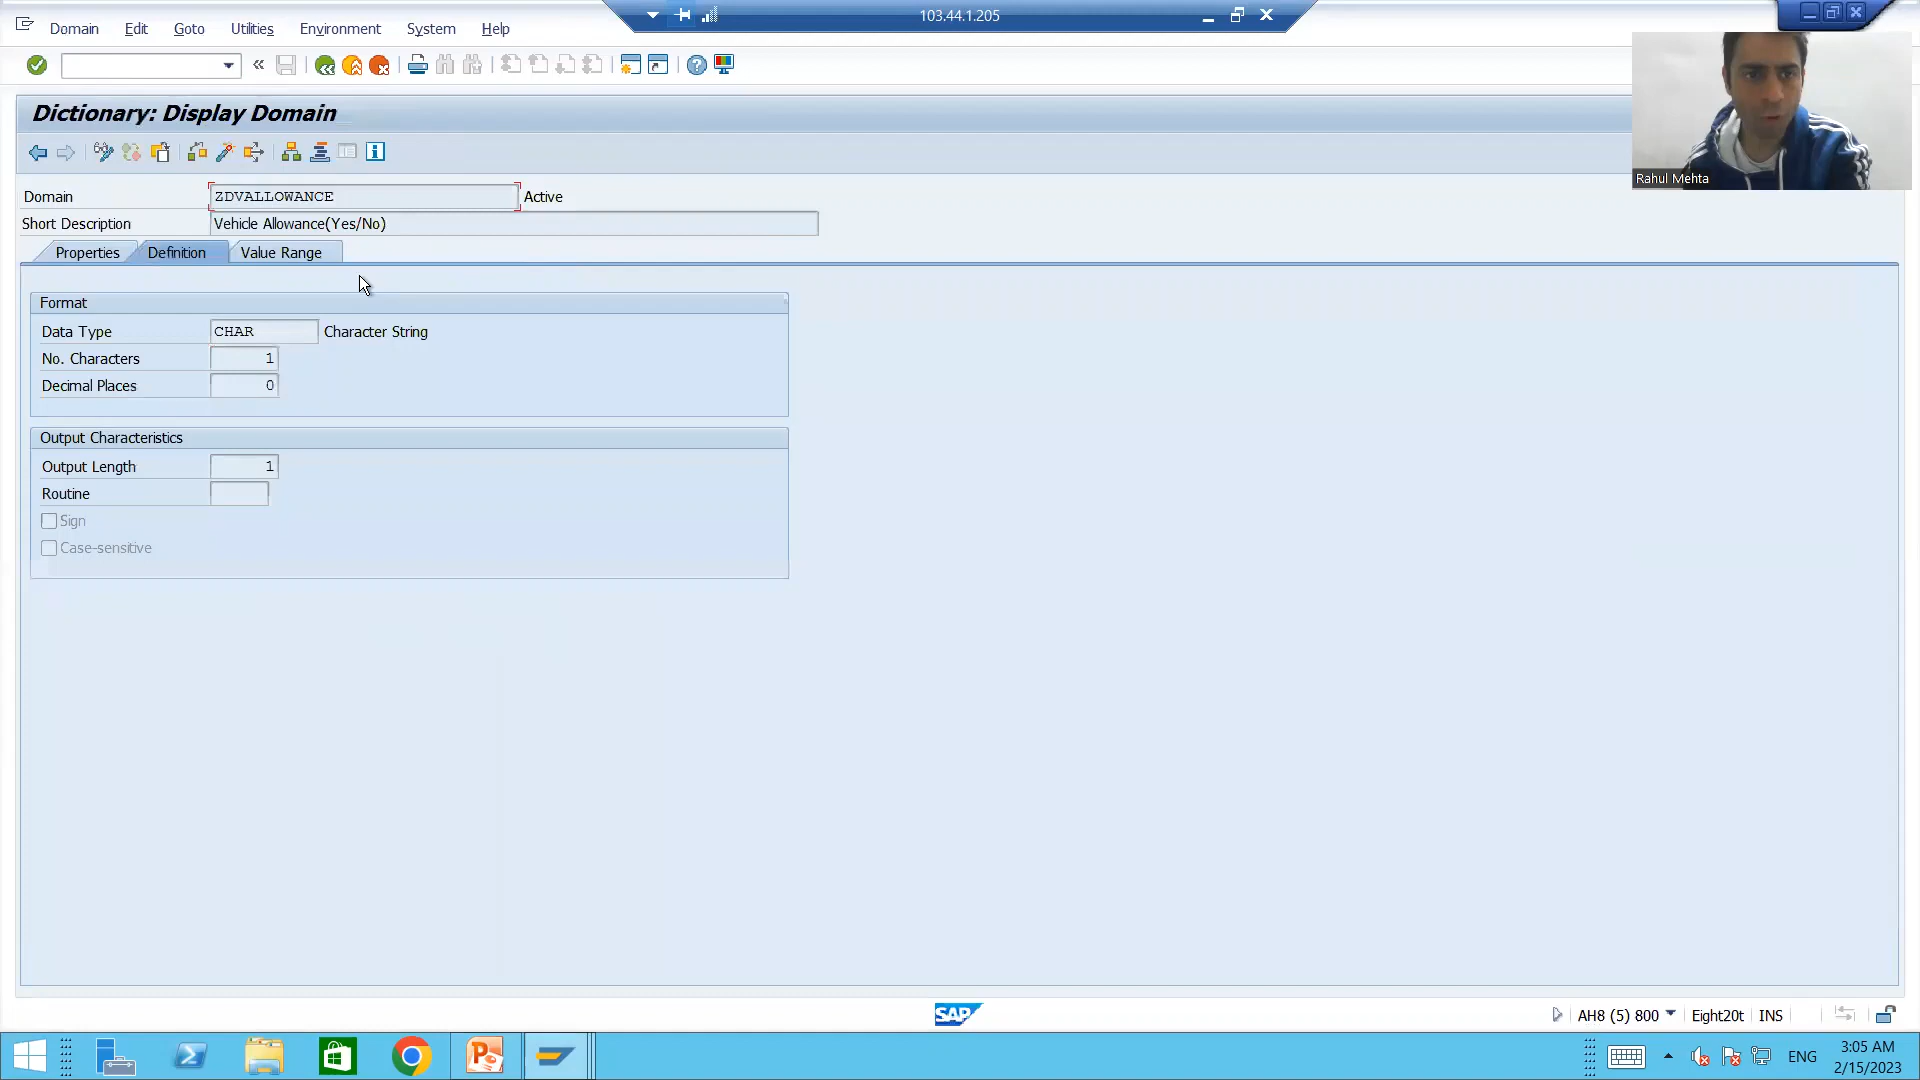 103.44.1.205
Domain Edit Goto Utilities Environment System Help
Rahul Mehta
Dictionary: Display Domain
Domain ZDVALLOWANCE Active
Short Description Vehicle Allowance(Yes/No)
Properties Definition Value Range
Format
Data Type CHAR Character String
No. Characters 1
Decimal Places 0
Output Characteristics
Output Length 1
Routine
Sign
Case-sensitive
SAP
AH8 (5) 800 Eight20t INS
ENG
3:05 AM
2/15/2023